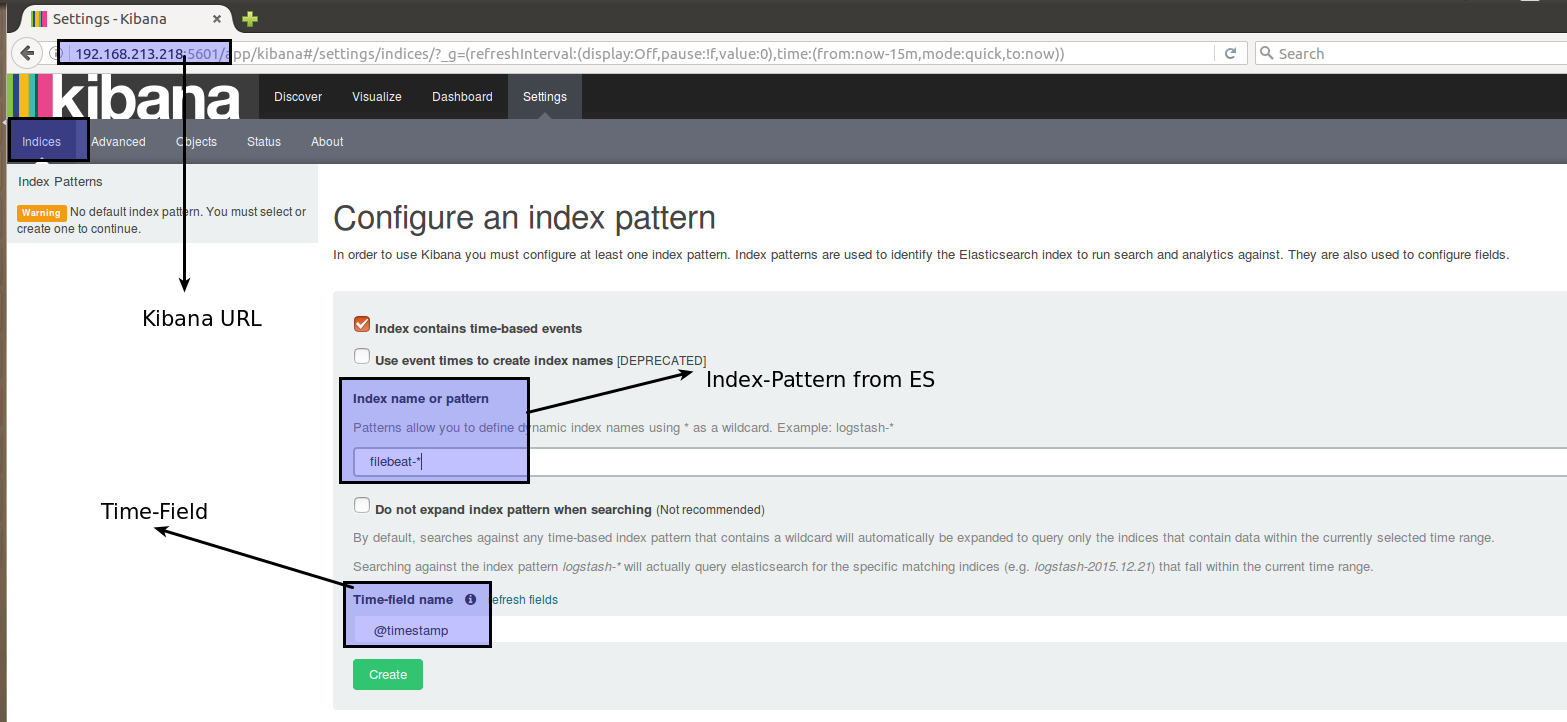 Settings - Kibana
192.168.213.218:5601/app/kibana#/settings/indices/?_g=(refreshInterval:(display:Off,pause:!f,value:0),time:(from:now-15m,mode:quick,to:now))
Search
kibana
Discover Visualize Dashboard Settings
Indices Advanced Objects Status About
Index Patterns
Warning No default index pattern. You must select or
create one to continue.
Configure an index pattern
In order to use Kibana you must configure at least one index pattern. Index patterns are used to identify the Elasticsearch index to run search and analytics against. They are also used to configure fields.
Kibana URL
Index contains time-based events
Use event times to create index names [DEPRECATED]
Index-Pattern from ES
Index name or pattern
Patterns allow you to define dynamic index names using * as a wildcard. Example: logstash-*
filebeat-*
Time-Field
Do not expand index pattern when searching (Not recommended)
By default, searches against any time-based index pattern that contains a wildcard will automatically be expanded to query only the indices that contain data within the currently selected time range.
Searching against the index pattern logstash-* will actually query elasticsearch for the specific matching indices (e.g. logstash-2015.12.21) that fall within the current time range.
Time-field name efresh fields
@timestamp
Create